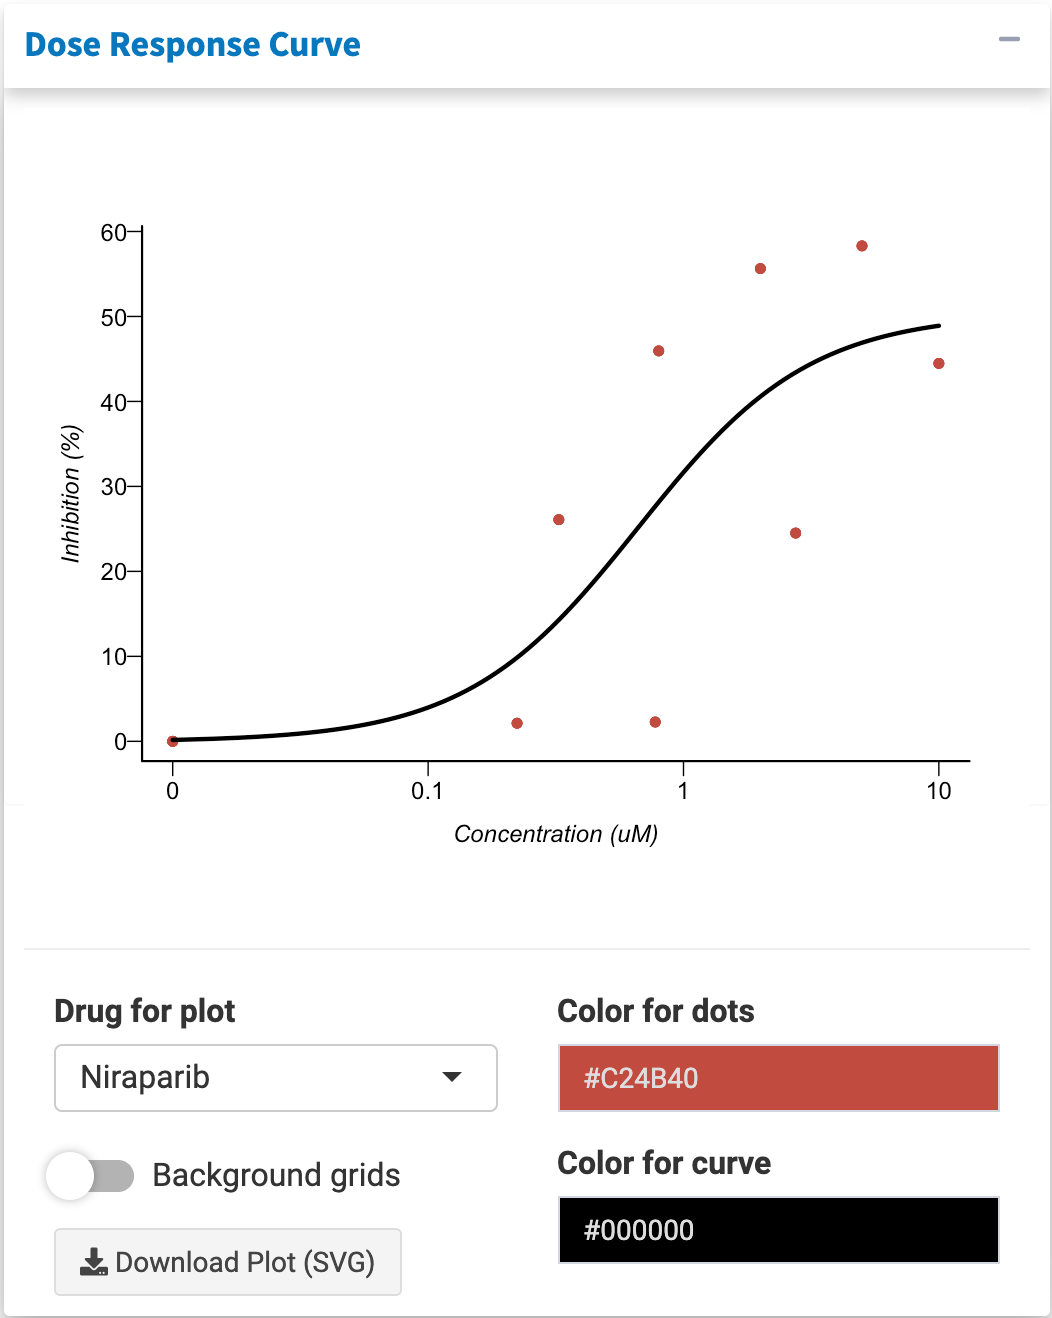 Dose Response Curve
60
50
40
30
20
10
0
Inhibition (%)
0 0.1 1 10
Concentration (uM)
Drug for plot
Niraparib
Background grids
Download Plot (SVG)
Color for dots
#C24B40
Color for curve
#000000